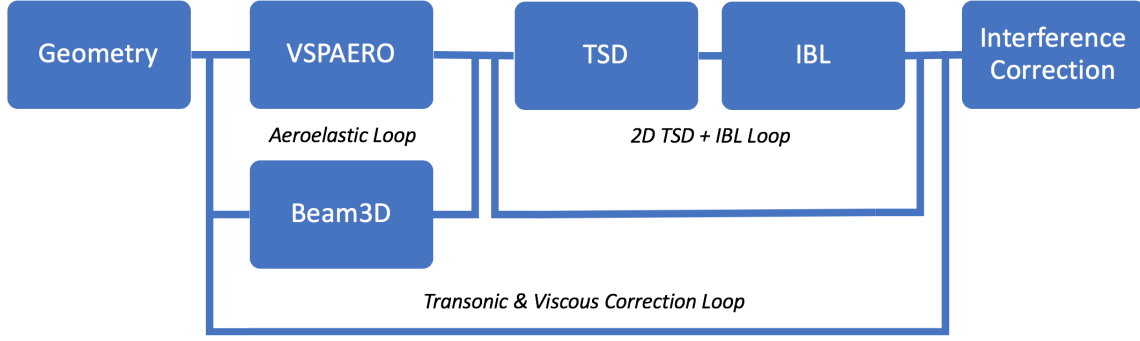 Geometry
VSPAERO
TSD
IBL
Interference
Correction
Aeroelastic Loop
2D TSD + IBL Loop
Beam3D
Transonic & Viscous Correction Loop